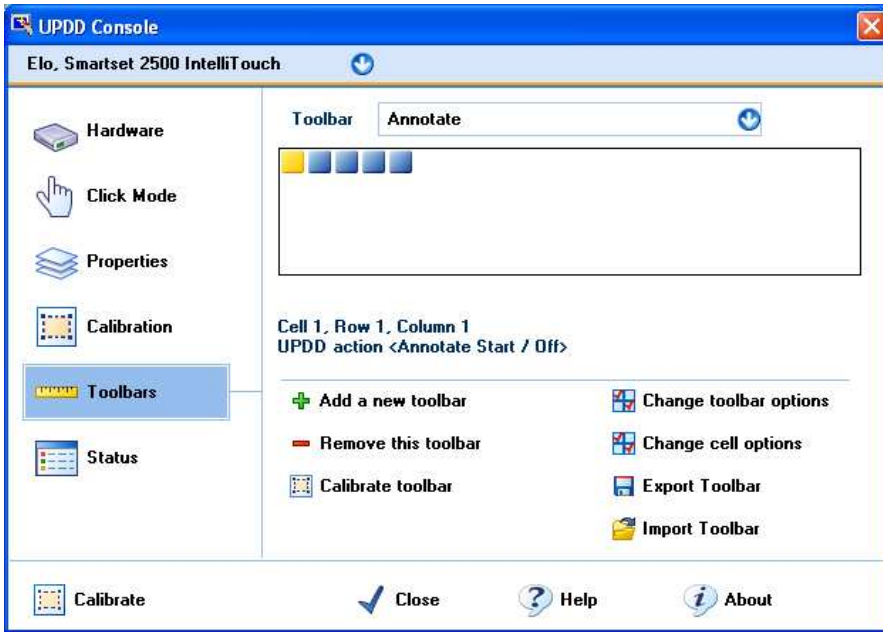 UPDD Console
Elo, Smartset 2500 IntelliTouch
Hardware
Click Mode
Properties
Calibration
Toolbars
Status
Toolbar Annotate
Cell 1, Row 1, Column 1
UPDD action <Annotate Start / Off>
Add a new toolbar
Change toolbar options
Remove this toolbar
Change cell options
Calibrate toolbar
Export Toolbar
Import Toolbar
Calibrate
Close
Help
About